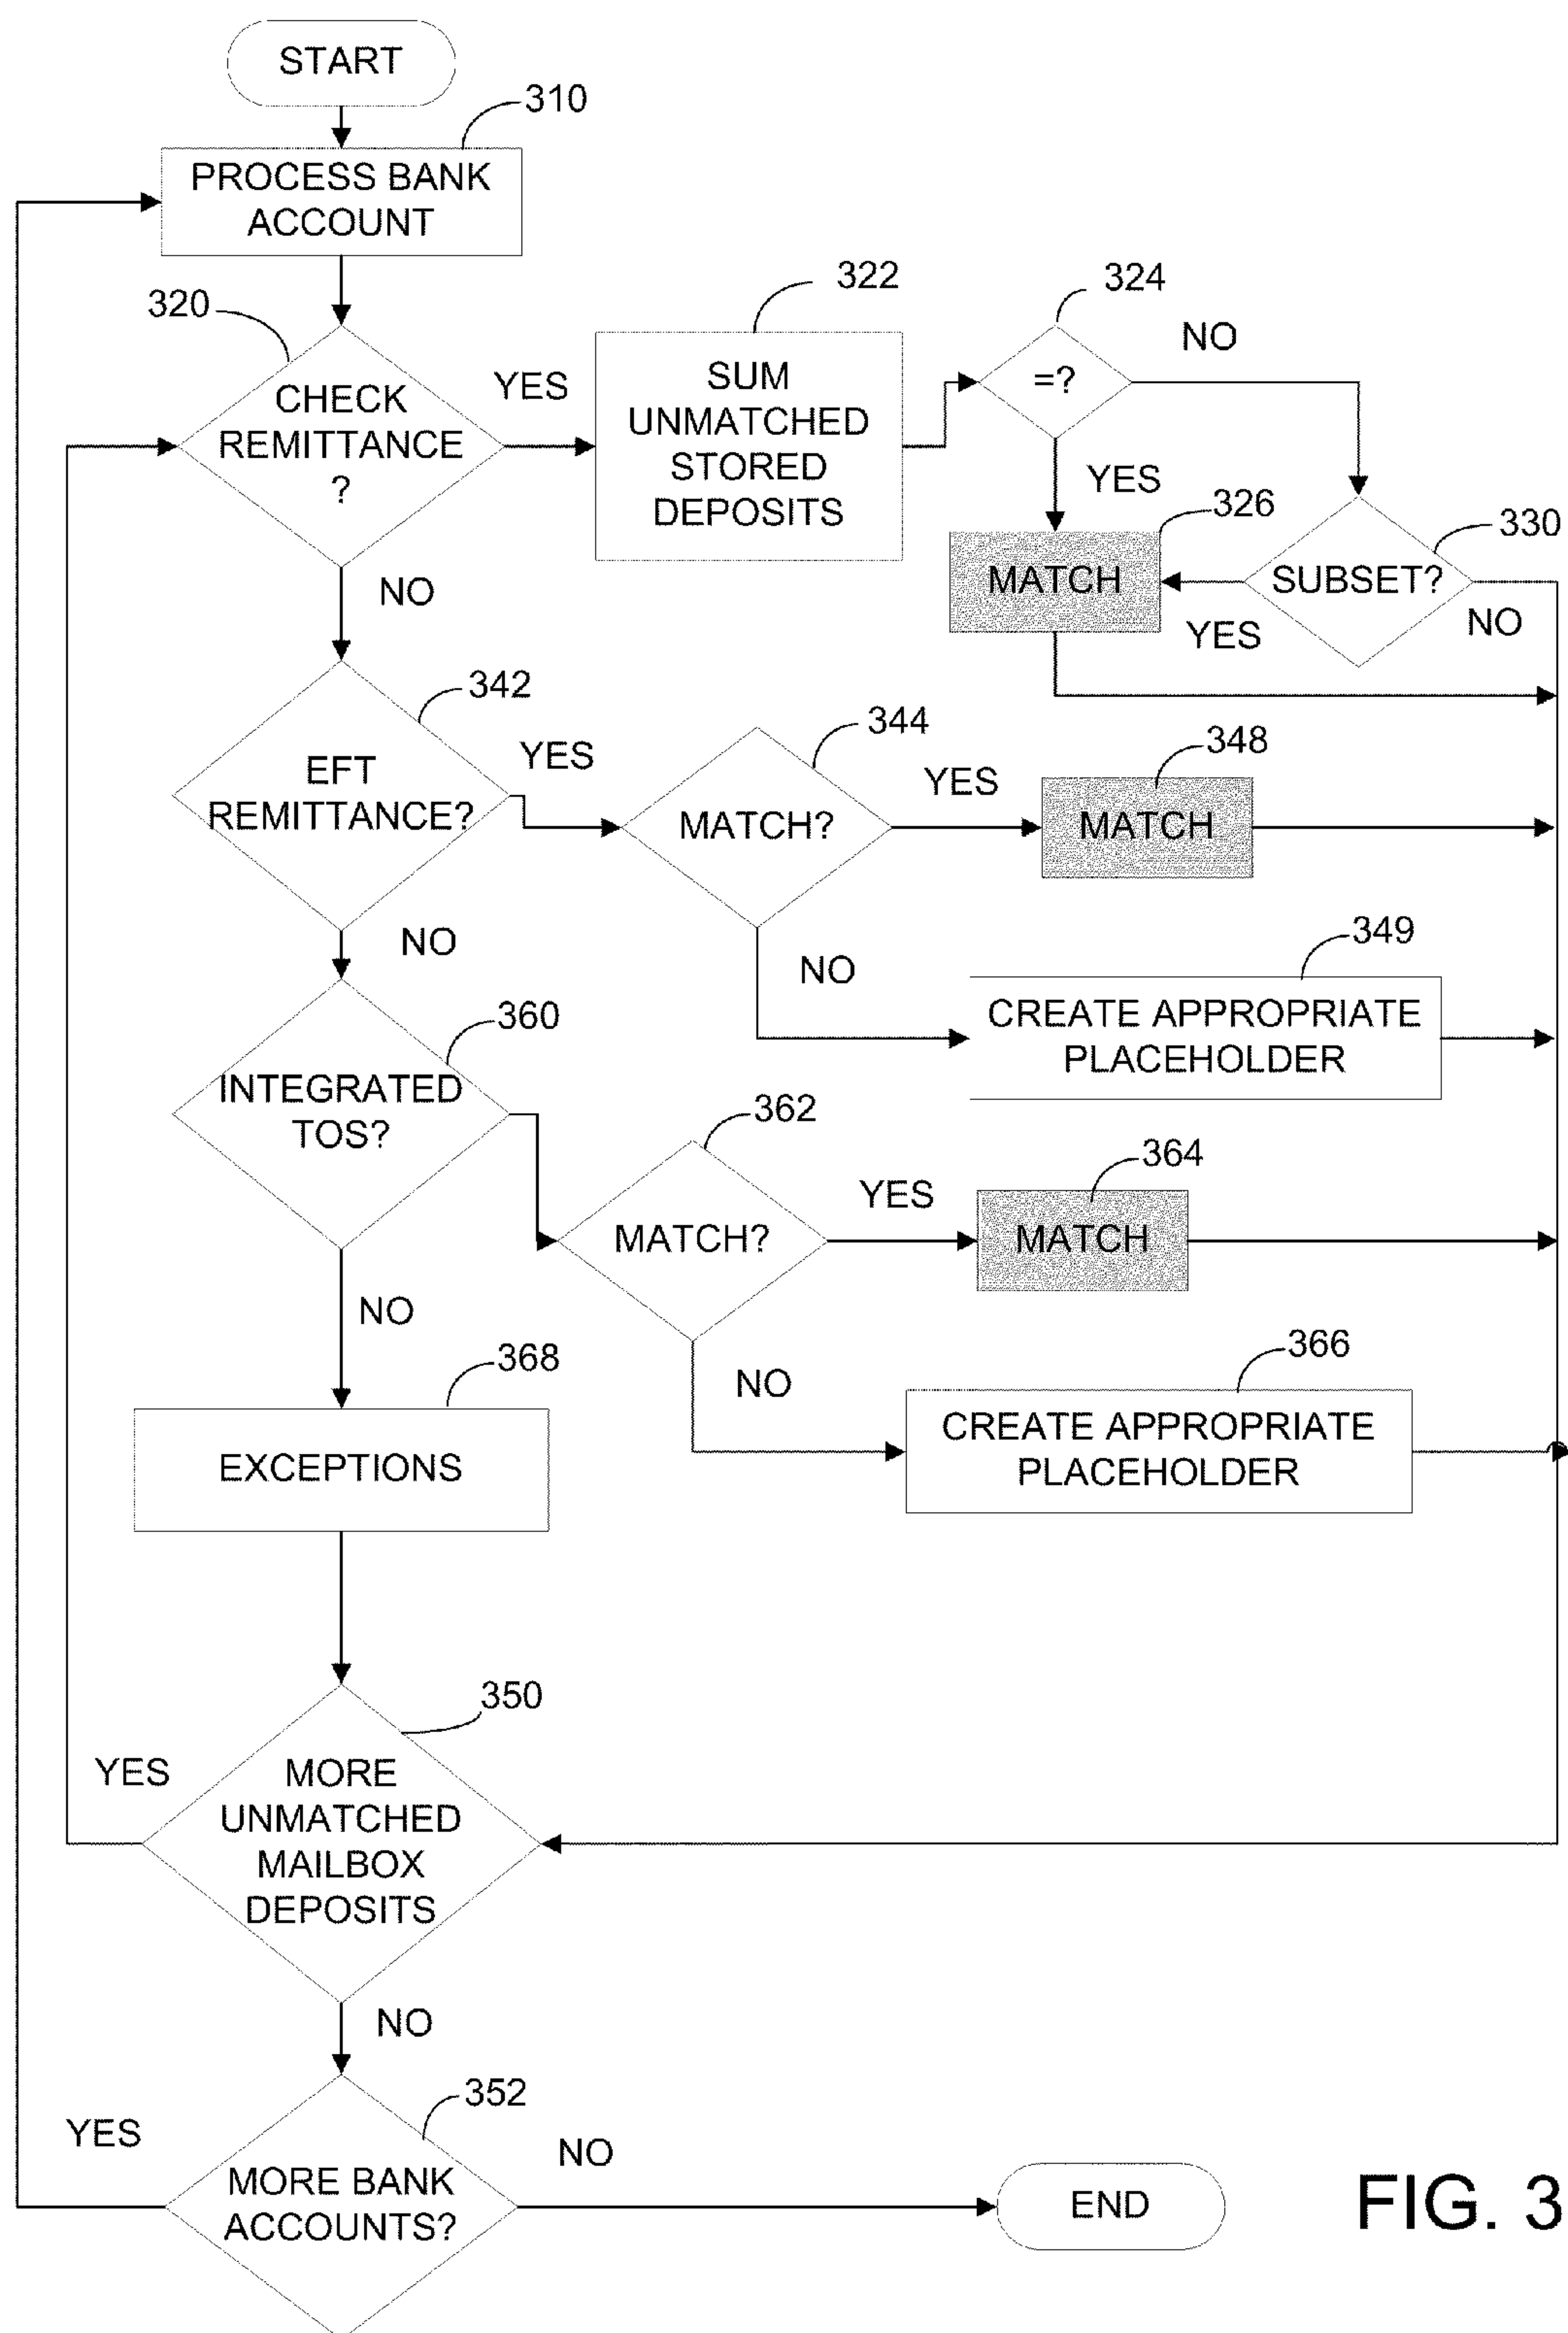 START
310
PROCESS BANK
ACCOUNT
320
CHECK
REMITTANCE
?
YES
322
SUM
UNMATCHED
STORED
DEPOSITS
324
=?
NO
YES
326
MATCH
330
SUBSET?
YES
NO
NO
342
EFT
REMITTANCE?
YES
344
MATCH?
YES
348
MATCH
NO
349
CREATE APPROPRIATE
PLACEHOLDER
NO
360
INTEGRATED
TOS?
362
MATCH?
YES
364
MATCH
NO
366
CREATE APPROPRIATE
PLACEHOLDER
NO
368
EXCEPTIONS
350
YES
MORE
UNMATCHED
MAILBOX
DEPOSITS
NO
352
YES
MORE BANK
ACCOUNTS?
NO
END
FIG. 3